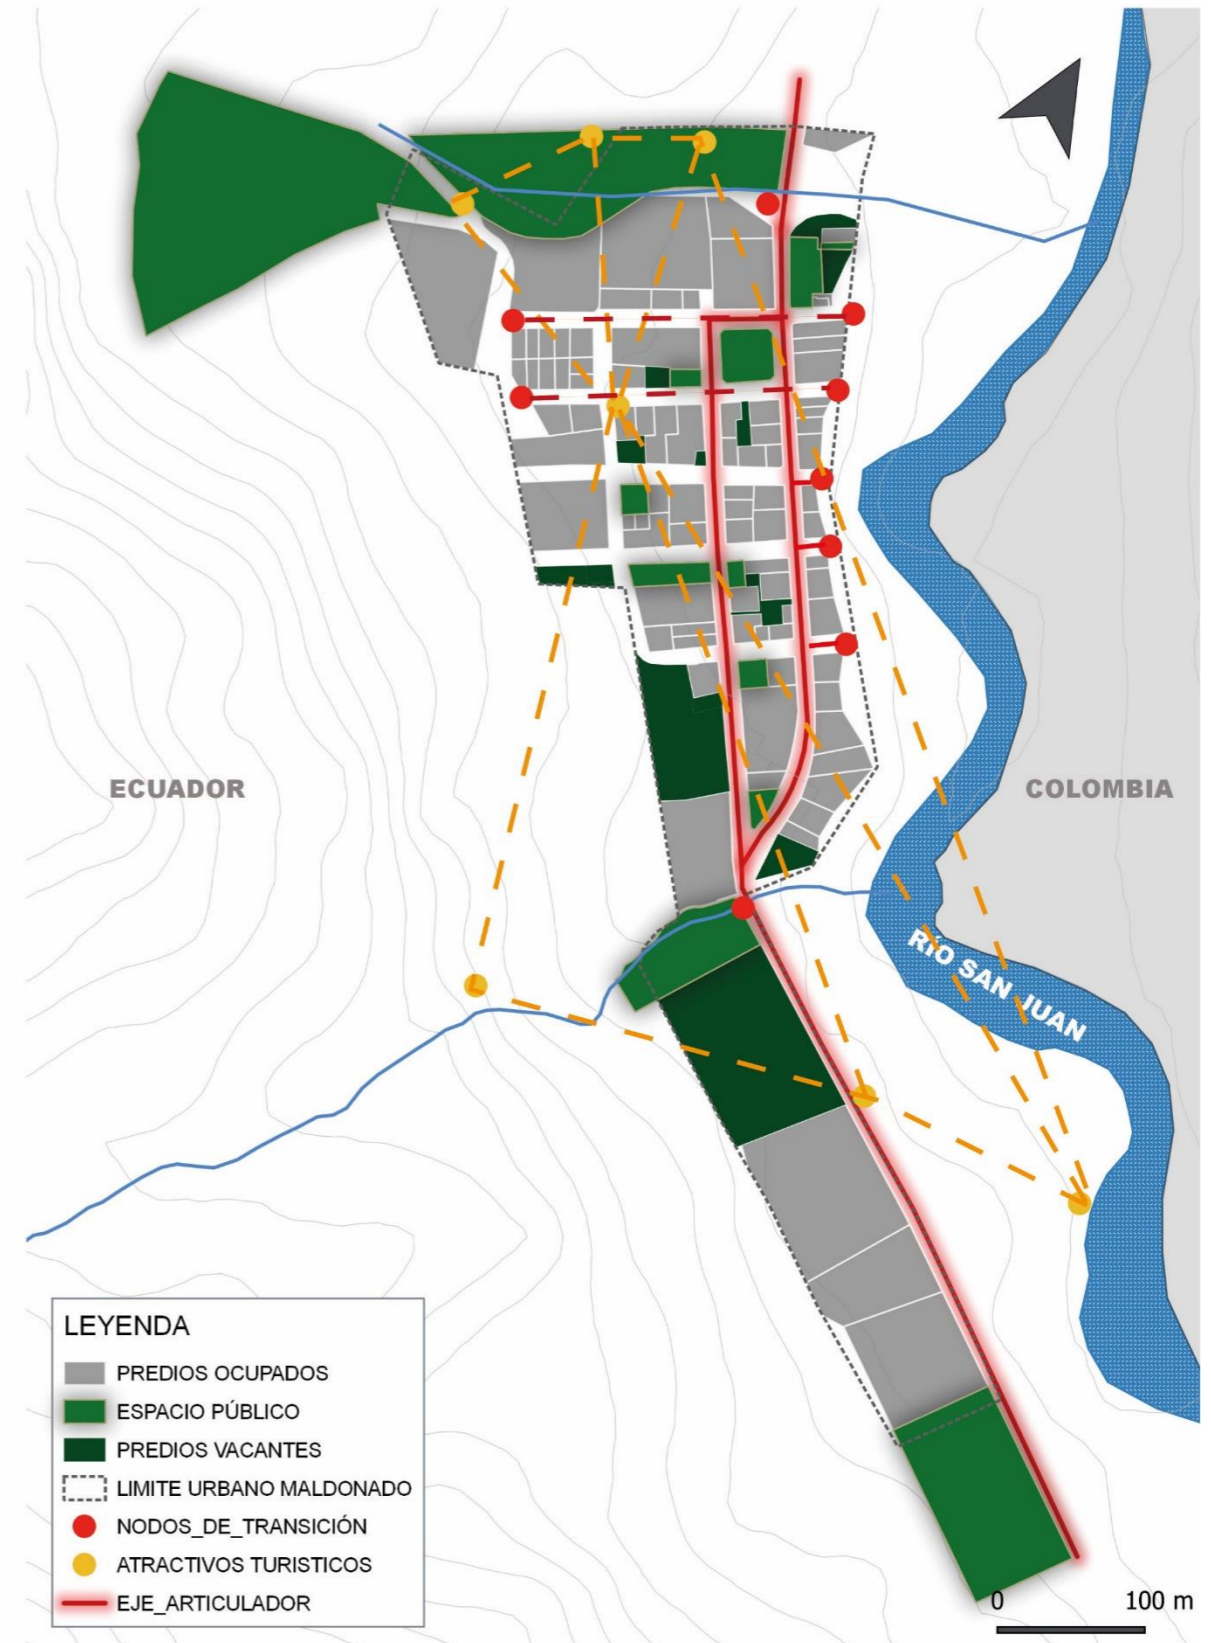 ECUADOR
COLOMBIA
RÍO SAN JUAN
LEYENDA
PREDIOS OCUPADOS
ESPACIO PÚBLICO
PREDIOS VACANTES
LIMITE URBANO MALDONADO
NODOS_DE_TRANSICIÓN
ATRACTIVOS TURISTICOS
EJE_ARTICULADOR
0 100 m